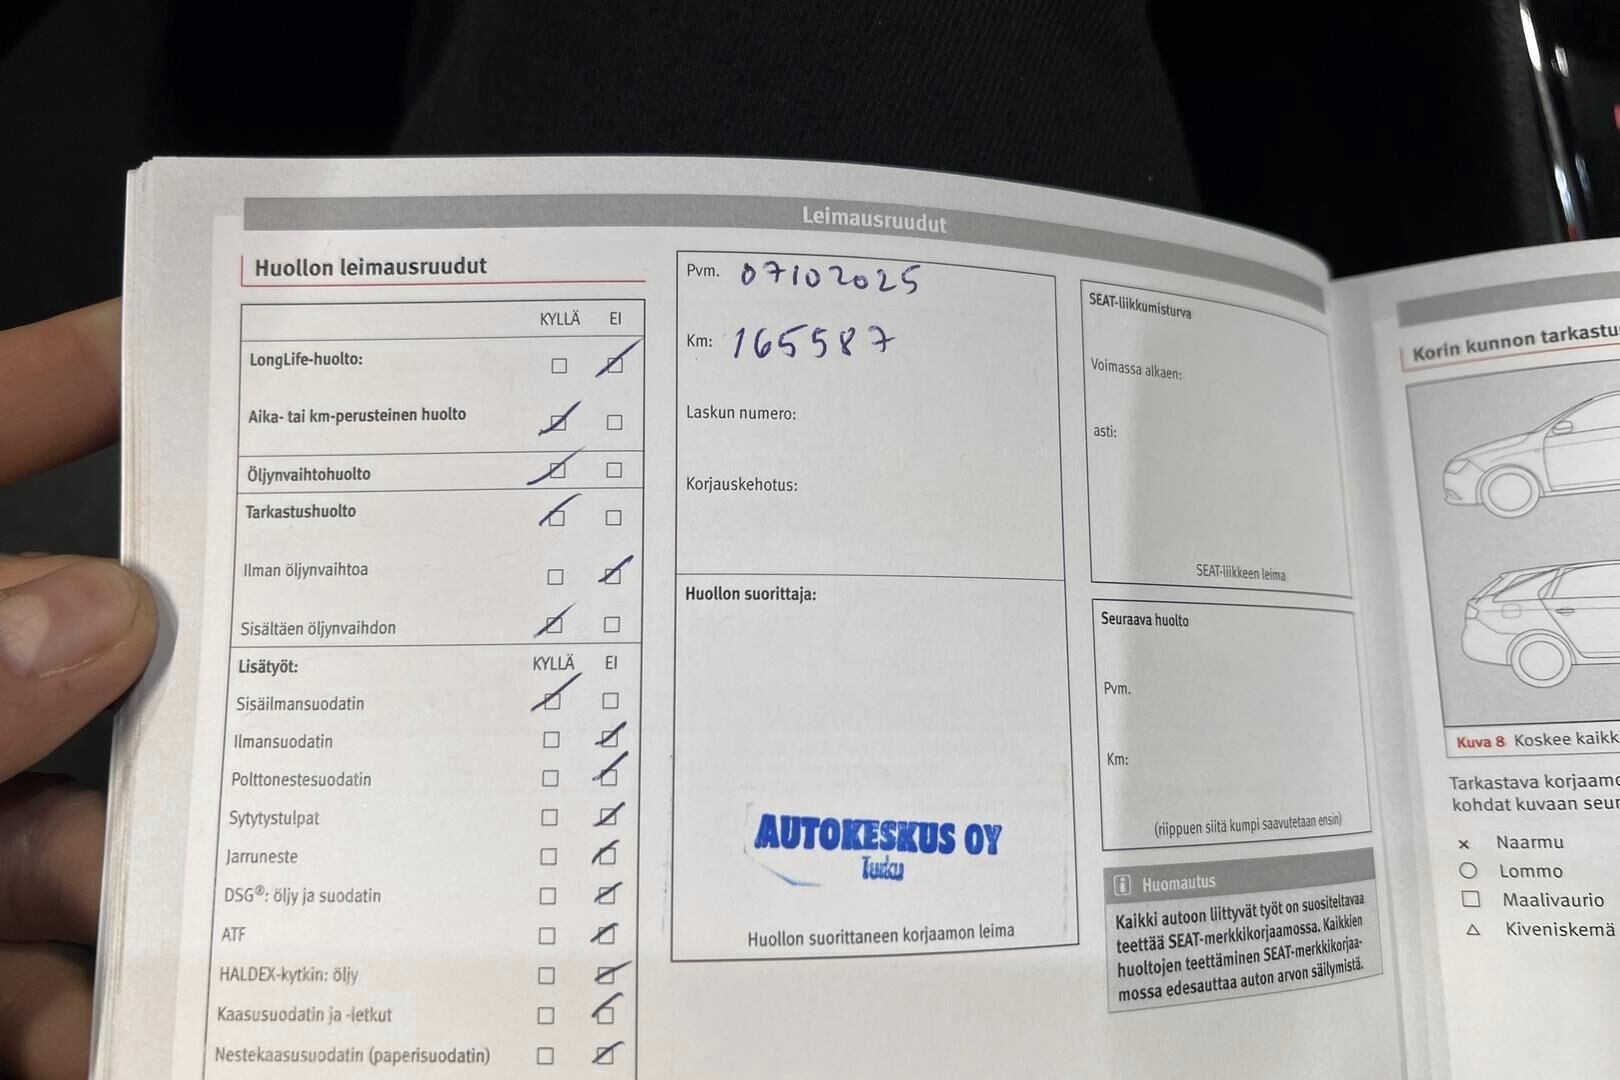 Leimausruudut
Huollon leimausruudut
KYLLÄ EI
LongLife-huolto:
Aika- tai km-perusteinen huolto
Öljynvaihtohuolto
Tarkastushuolto
Ilman öljynvaihtoa
Sisältäen öljynvaihdon
Lisätyöt: KYLLÄ EI
Sisäilmansuodatin
Ilmansuodatin
Polttonestesuodatin
Sytytystulpat
Jarruneste
DSG®: öljy ja suodatin
ATF
HALDEX-kytkin: öljy
Kaasusuodatin ja -letkut
Nestekaasusuodatin (paperisuodatin)
Pvm. 07102025
Km: 165587
Laskun numero:
Korjauskehotus:
Huollon suorittaja:
AUTOKESKUS OY
Turku
Huollon suorittaneen korjaamon leima
SEAT-liikkumisturva
Voimassa alkaen:
asti:
SEAT-liikkeen leima
Seuraava huolto
Pvm.
Km:
(riippuen siitä kumpi saavutetaan ensin)
Huomautus
Kaikki autoon liittyvät työt on suositeltavaa
teettää SEAT-merkkikorjaamossa. Kaikkien
huoltojen teettäminen SEAT-merkkikorjaa-
mossa edesauttaa auton arvon säilymistä.
Korin kunnon
Kuva 8 Koskee
Tarkastava
kohdat kuvaan
Naarmu
Lommo
Maalivaurio
Kiveniskemä